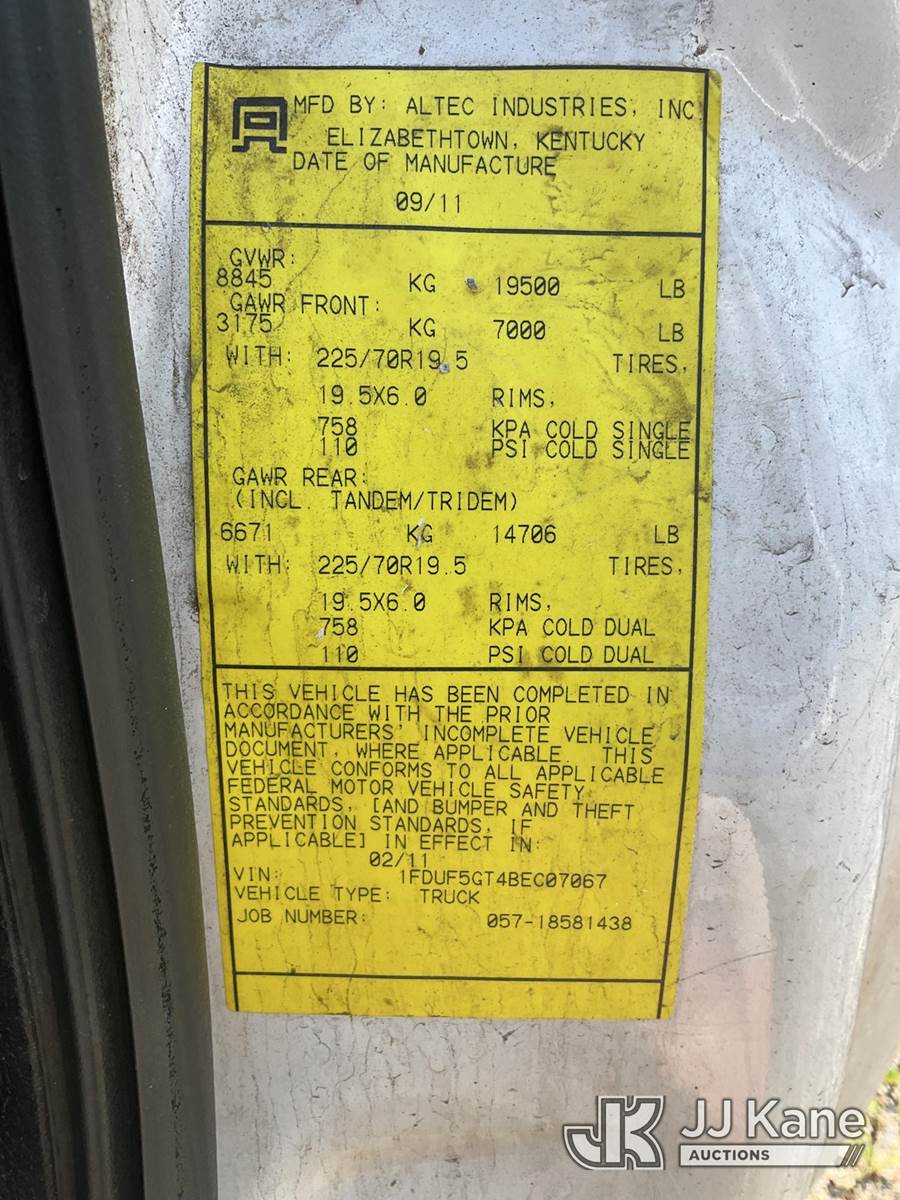 MFD BY: ALTEC INDUSTRIES, INC
ELIZABETHTOWN, KENTUCKY
DATE OF MANUFACTURE
09/11
GVWR:
8845 KG 19500 LB
GAWR FRONT:
3175 KG 7000 LB
WITH: 225/70R19.5 TIRES,
19.5X6.0 RIMS,
758 KPA COLD SINGLE
110 PSI COLD SINGLE
GAWR REAR:
(INCL. TANDEM/TRIDEM)
6671 KG 14706 LB
WITH: 225/70R19.5 TIRES,
19.5X6.0 RIMS,
758 KPA COLD DUAL
110 PSI COLD DUAL
THIS VEHICLE HAS BEEN COMPLETED IN
ACCORDANCE WITH THE PRIOR
MANUFACTURERS' INCOMPLETE VEHICLE
DOCUMENT, WHERE APPLICABLE. THIS
VEHICLE CONFORMS TO ALL APPLICABLE
FEDERAL MOTOR VEHICLE SAFETY
STANDARDS, [AND BUMPER AND THEFT
PREVENTION STANDARDS, IF
APPLICABLE] IN EFFECT IN:
02/11
VIN: 1FDUF5GT4BEC07067
VEHICLE TYPE: TRUCK
JOB NUMBER: 057-18581438
JK JJ Kane
AUCTIONS